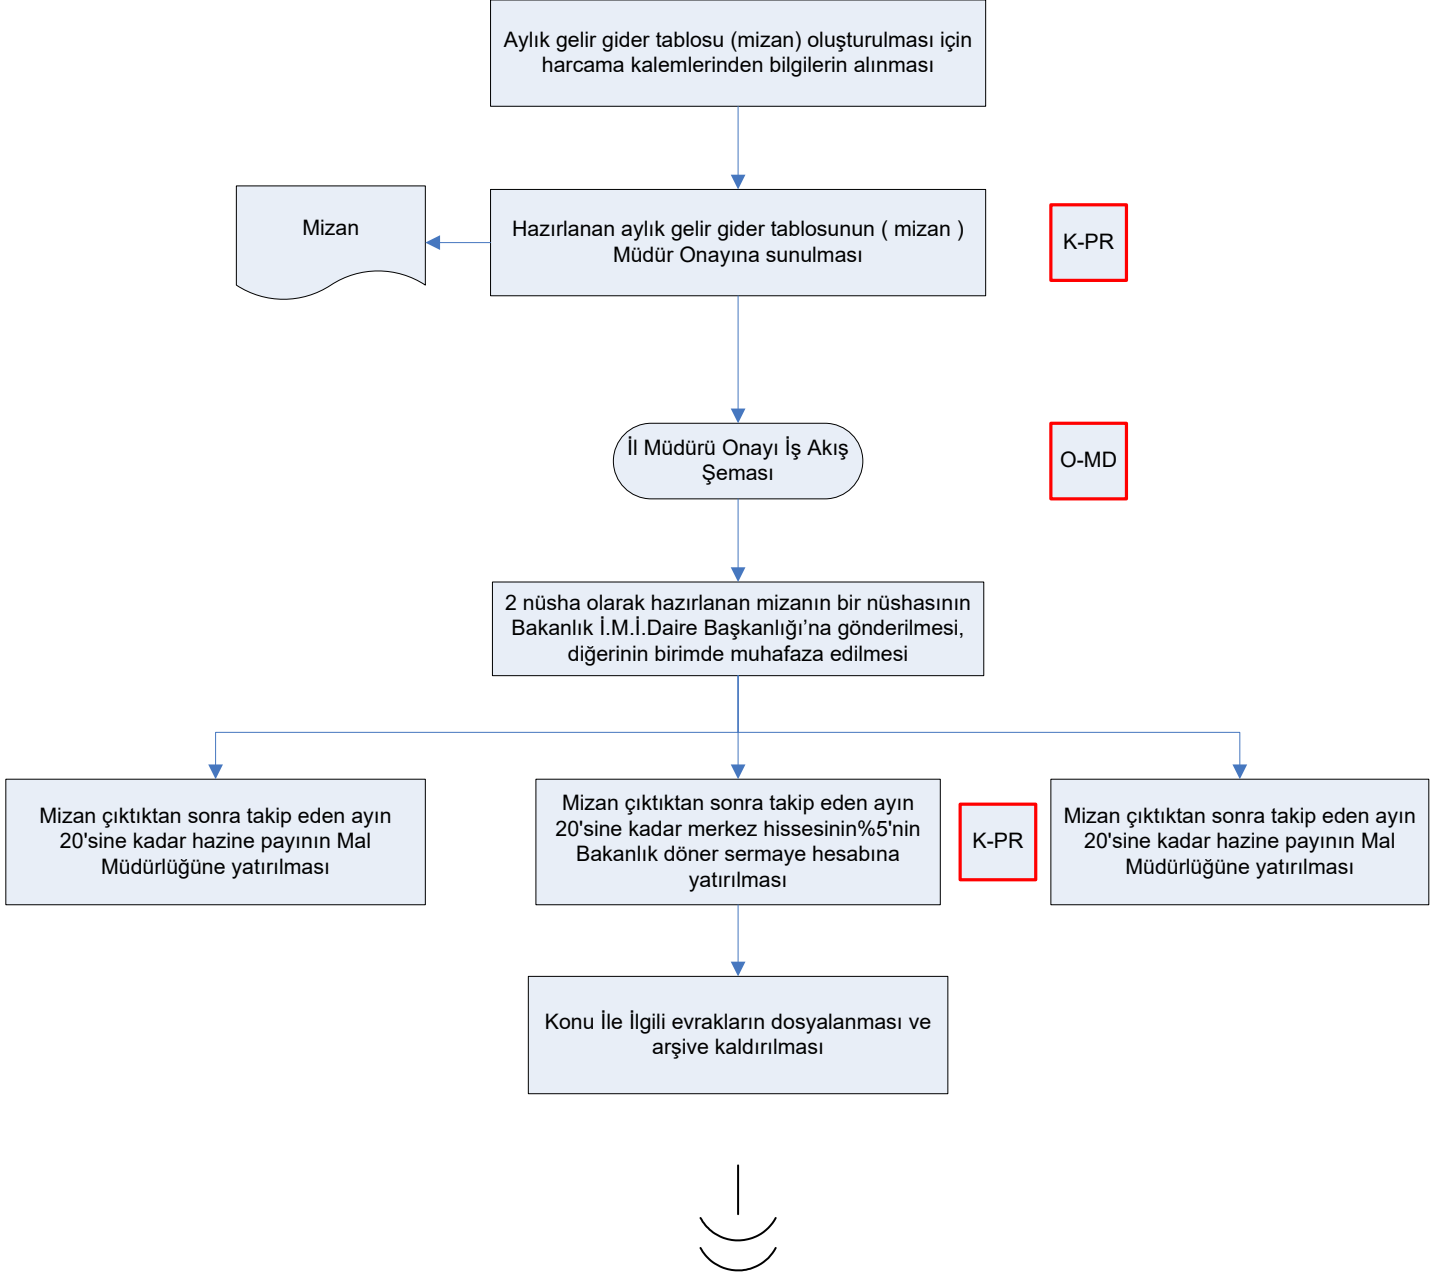 Aylık gelir gider tablosu (mizan) oluşturulması için
harcama kalemlerinden bilgilerin alınması
Mizan
Hazırlanan aylık gelir gider tablosunun ( mizan )
Müdür Onayına sunulması
K-PR
İl Müdürü Onayı İş Akış
Şeması
O-MD
2 nüsha olarak hazırlanan mizanın bir nüshasının
Bakanlık İ.M.İ.Daire Başkanlığı’na gönderilmesi,
diğerinin birimde muhafaza edilmesi
Mizan çıktıktan sonra takip eden ayın
20'sine kadar hazine payının Mal
Müdürlüğüne yatırılması
Mizan çıktıktan sonra takip eden ayın
20'sine kadar merkez hissesinin%5'nin
Bakanlık döner sermaye hesabına
yatırılması
K-PR
Mizan çıktıktan sonra takip eden ayın
20'sine kadar hazine payının Mal
Müdürlüğüne yatırılması
Konu İle İlgili evrakların dosyalanması ve
arşive kaldırılması